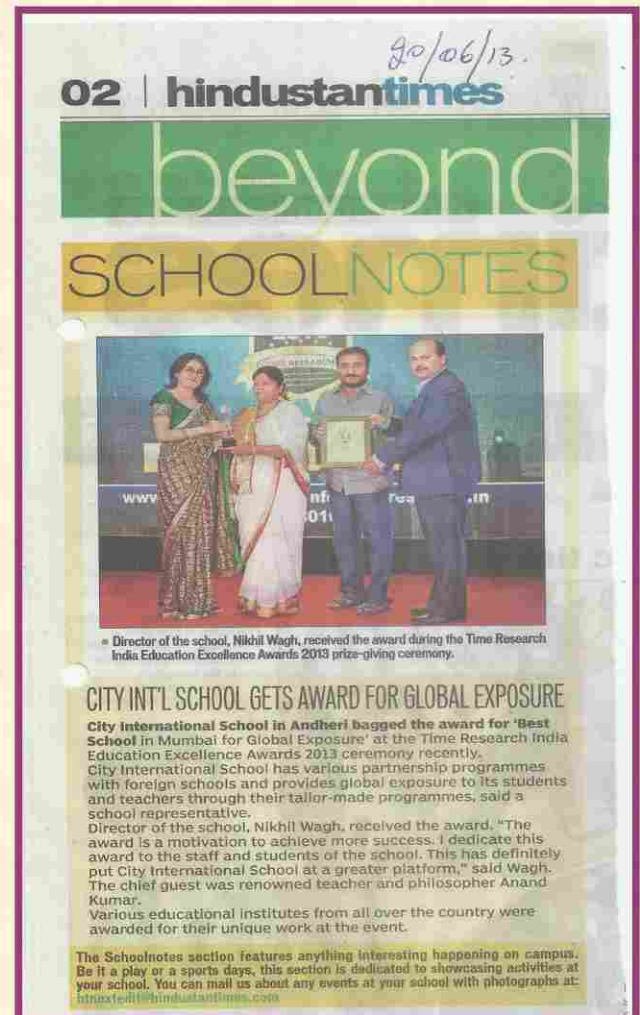 20/06/13.
02 | hindustantimes
beyond
SCHOOLNOTES
www
in
▪ Director of the school, Nikhil Wagh, received the award during the Time Research
India Education Excellence Awards 2013 prize-giving ceremony.
CITY INT'L SCHOOL GETS AWARD FOR GLOBAL EXPOSURE
City International School in Andheri bagged the award for 'Best
School in Mumbai for Global Exposure' at the Time Research India
Education Excellence Awards 2013 ceremony recently.
City International School has various partnership programmes
with foreign schools and provides global exposure to its students
and teachers through their tailor-made programmes, said a
school representative.
Director of the school, Nikhil Wagh, received the award. "The
award is a motivation to achieve more success. I dedicate this
award to the staff and students of the school. This has definitely
put City International School at a greater platform," said Wagh.
The chief guest was renowned teacher and philosopher Anand
Kumar.
Various educational institutes from all over the country were
awarded for their unique work at the event.
The Schoolnotes section features anything interesting happening on campus.
Be it a play or a sports days, this section is dedicated to showcasing activities at
your school. You can mail us about any events at your school with photographs at:
htnextedit@hindustantimes.com